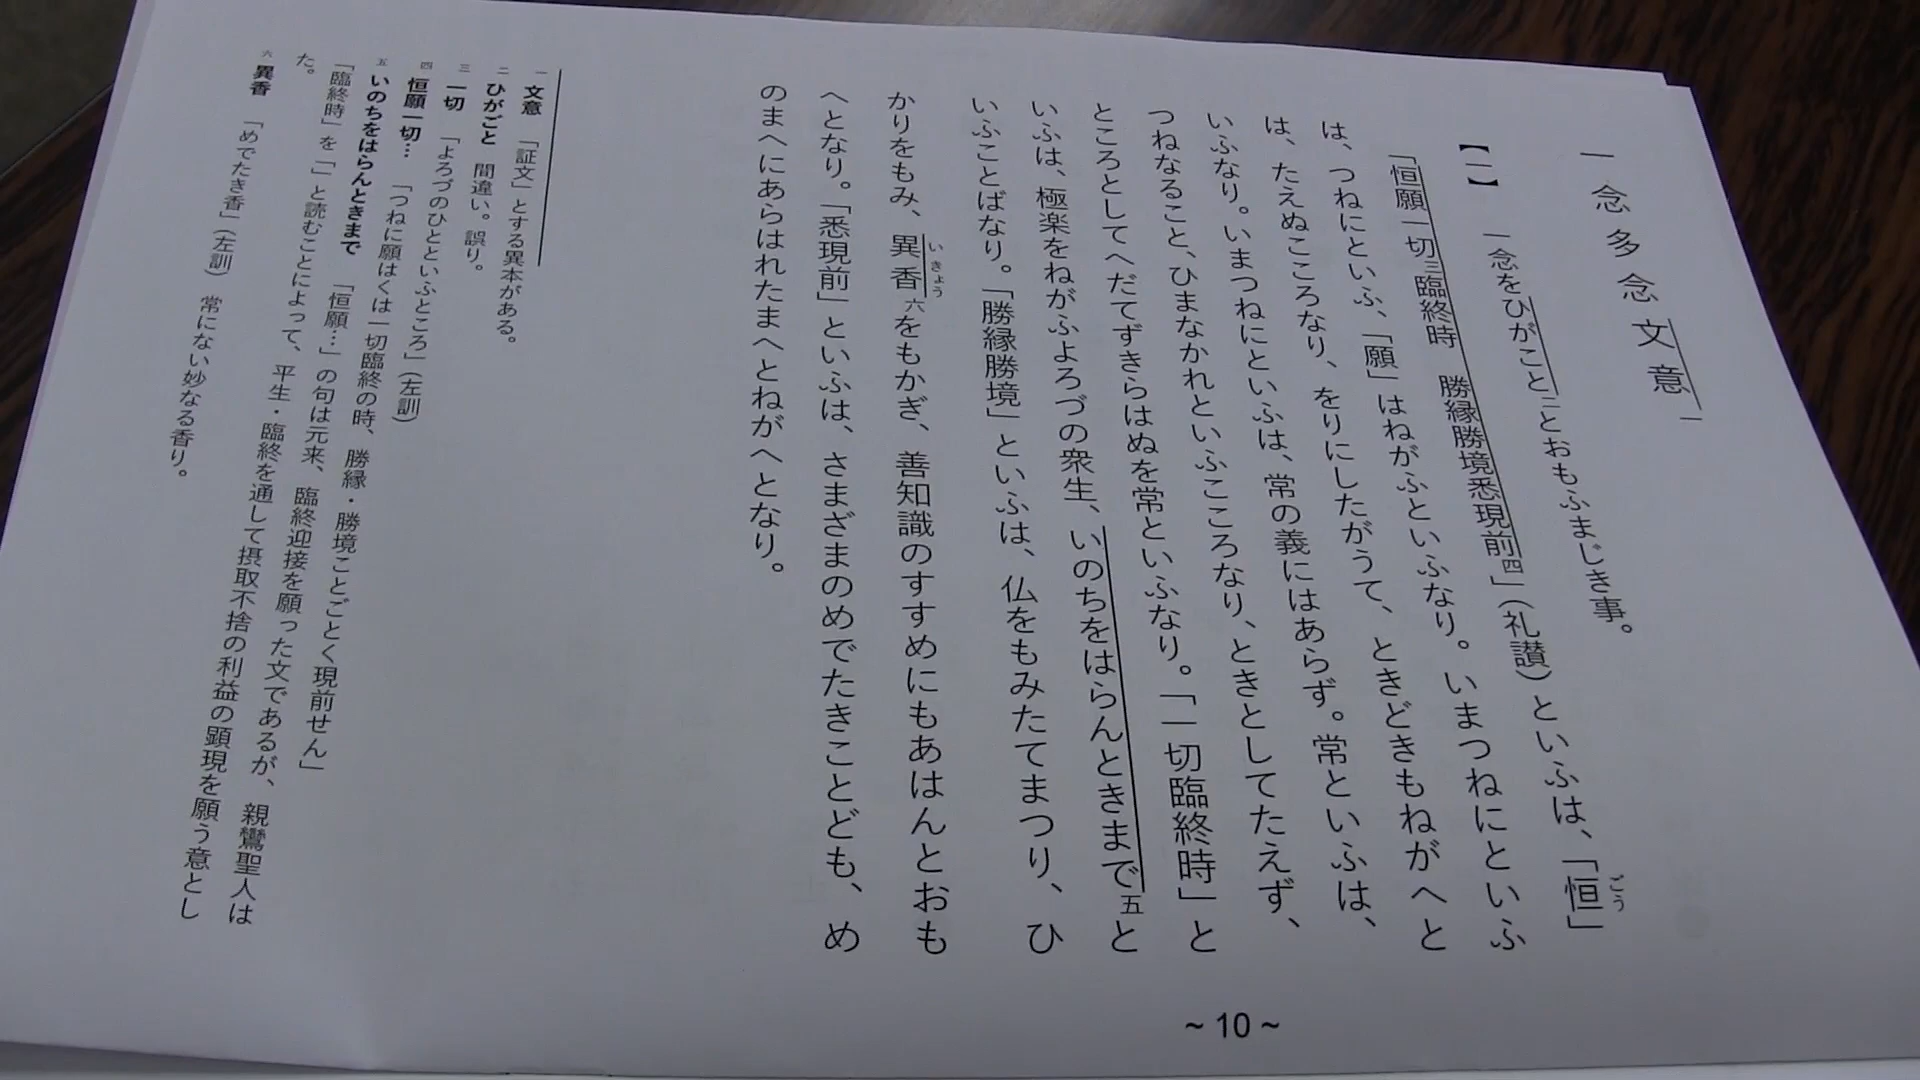 一念多念文意一
【一】 一念をひがことニとおもふまじき事。
「恒願一切三臨終時 勝縁勝境悉現前四」（礼讃）といふは、「恒」
ごう
は、つねにといふ、「願」はねがふといふなり。いまつねにといふ
は、たえぬこころなり、をりにしたがうて、ときどきもねがへと
いふなり。いまつねにといふは、常の義にはあらず。常といふは、
つねなること、ひまなかれといふこころなり、ときとしてたえず、
ところとしてへだてずきらはぬを常といふなり。「一切臨終時」と
いふは、極楽をねがふよろづの衆生、いのちをはらんときまで五と
いふことばなり。「勝縁勝境」といふは、仏をもみたてまつり、ひ
かりをもみ、異香六をもかぎ、善知識のすすめにもあはんとおも
いきょう
へとなり。「悉現前」といふは、さまざまのめでたきことども、め
のまへにあらはれたまへとねがへとなり。
一 文意 「証文」とする異本がある。
二 ひがごと 間違い。誤り。
三 一切 「よろづのひとといふところ」（左訓）
四 恒願一切… 「つねに願はくは一切臨終の時、勝縁・勝境ことごとく現前せん」
五 いのちをはらんときまで 「恒願…」の句は元来、臨終迎接を願った文であるが、親鸞聖人は
「臨終時」を「」と読むことによって、平生・臨終を通して摂取不捨の利益の顕現を願う意とし
た。
六 異香 「めでたき香」（左訓） 常にない妙なる香り。
~ 10 ~